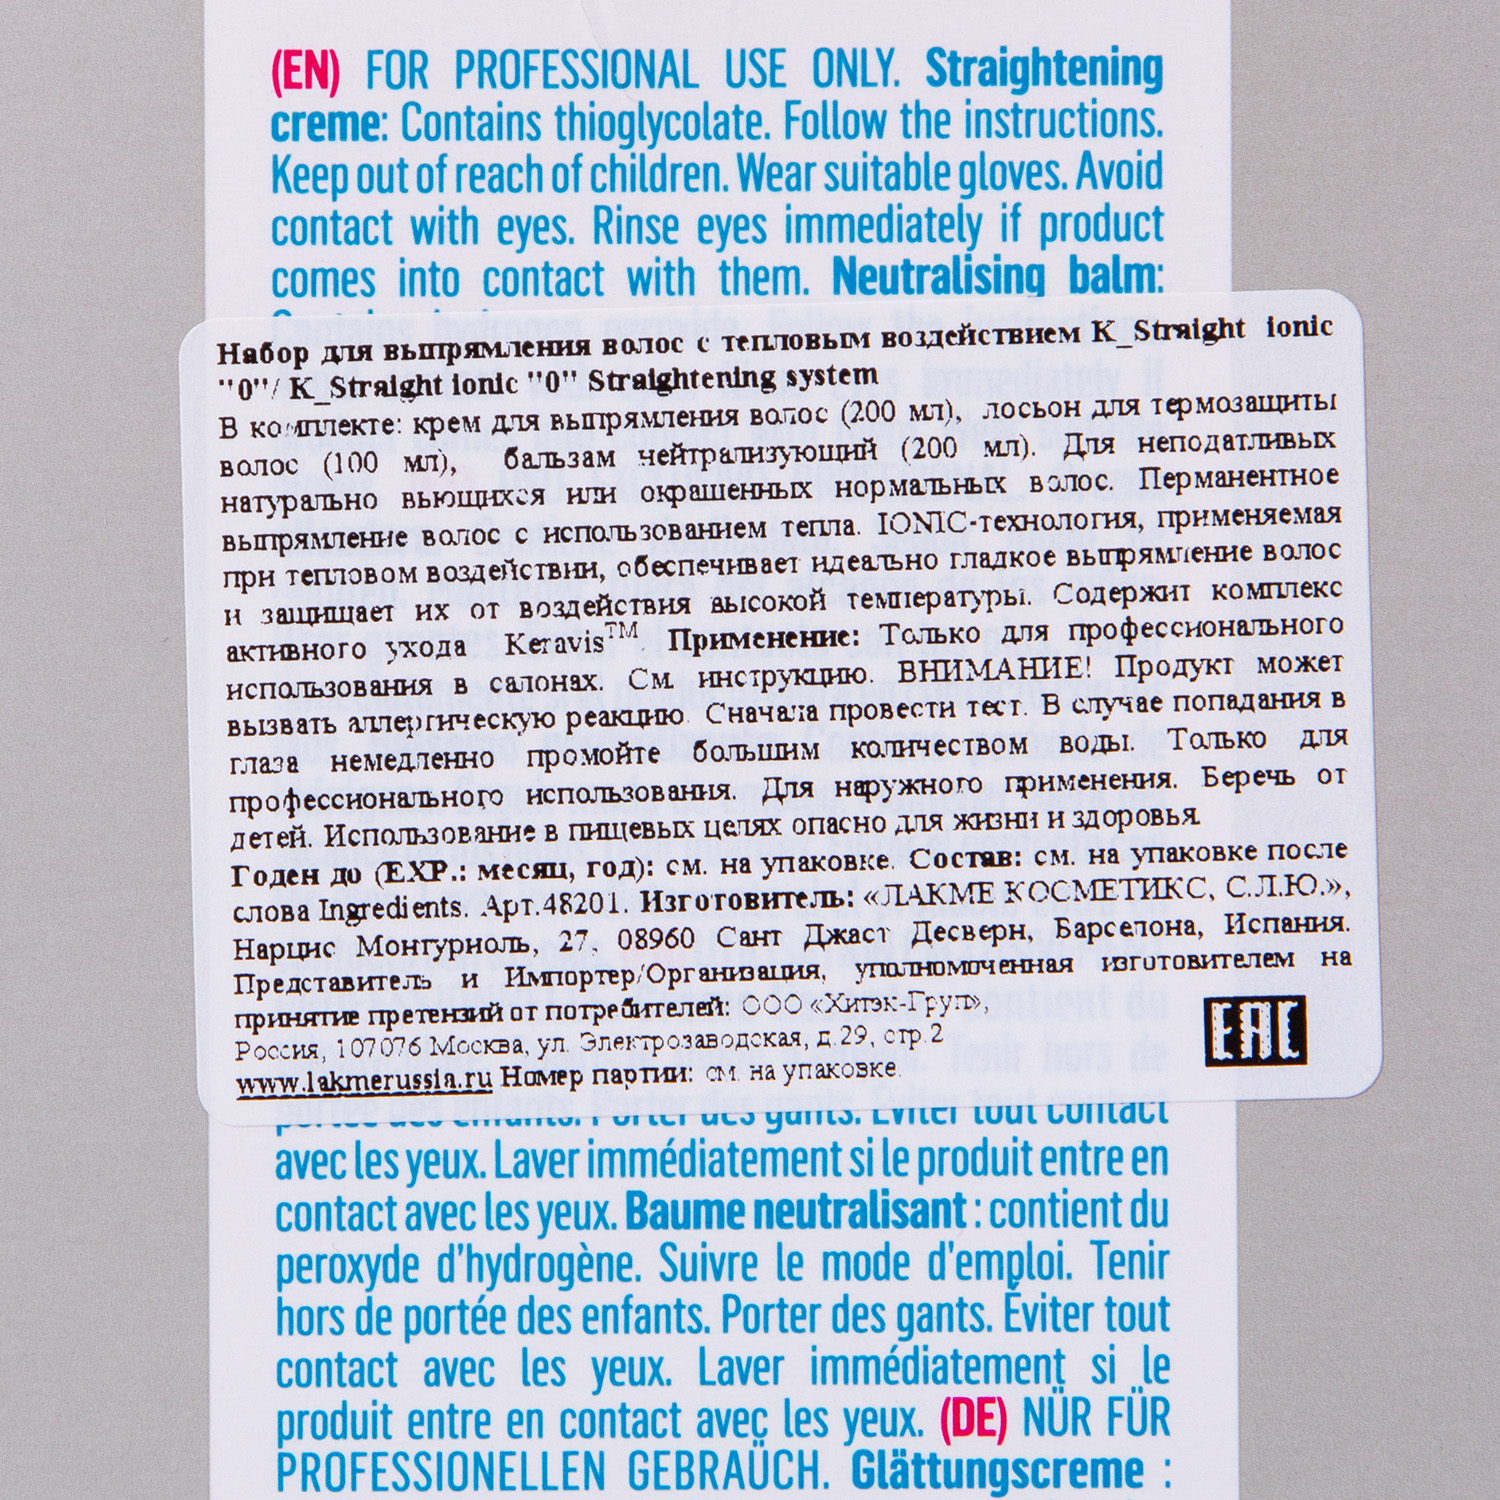 (EN) FOR PROFESSIONAL USE ONLY. Straightening
creme: Contains thioglycolate. Follow the instructions.
Keep out of reach of children. Wear suitable gloves. Avoid
contact with eyes. Rinse eyes immediately if product
comes into contact with them. Neutralising balm:
Набор для выпрямления волос с тепловым воздействием K_Straight ionic
"0"/ K_Straight ionic "0" Straightening system
В комплекте: крем для выпрямления волос (200 мл), лосьон для термозащиты
волос (100 мл), бальзам нейтрализующий (200 мл). Для неподатливых
натурально вьющихся или окрашенных нормальных волос. Перманентное
выпрямление волос с использованием тепла. IONIC-технология, применяемая
при тепловом воздействии, обеспечивает идеально гладкое выпрямление волос
и защищает их от воздействия высокой температуры. Содержит комплекс
активного ухода Keravis™. Применение: Только для профессионального
использования в салонах. См. инструкцию. ВНИМАНИЕ! Продукт может
вызвать аллергическую реакцию. Сначала провести тест. В случае попадания в
глаза немедленно промойте большим количеством воды. Только для
профессионального использования. Для наружного применения. Беречь от
детей. Использование в пищевых целях опасно для жизни и здоровья.
Годен до (EXP.: месяц, год): см. на упаковке. Состав: см. на упаковке после
слова Ingredients. Арт.48201. Изготовитель: «ЛАКМЕ КОСМЕТИКС, С.Л.Ю.»,
Нарцис Монтуриоль, 27, 08960 Сант Джаст Десверн, Барселона, Испания.
Представитель и Импортер/Организация, уполномоченная изготовителем на
принятие претензий от потребителей: ООО «Хитэк-Груп»,
Россия, 107076 Москва, ул. Электрозаводская, д.29, стр.2
www.lakmerussia.ru Номер партии: см. на упаковке.
EAC
portée des enfants. Porter des gants. Éviter tout contact
avec les yeux. Laver immédiatement si le produit entre en
contact avec les yeux. Baume neutralisant : contient du
peroxyde d'hydrogène. Suivre le mode d'emploi. Tenir
hors de portée des enfants. Porter des gants. Éviter tout
contact avec les yeux. Laver immédiatement si le
produit entre en contact avec les yeux. (DE) NÜR FÜR
PROFESSIONELLEN GEBRAÜCH. Glättungscreme :